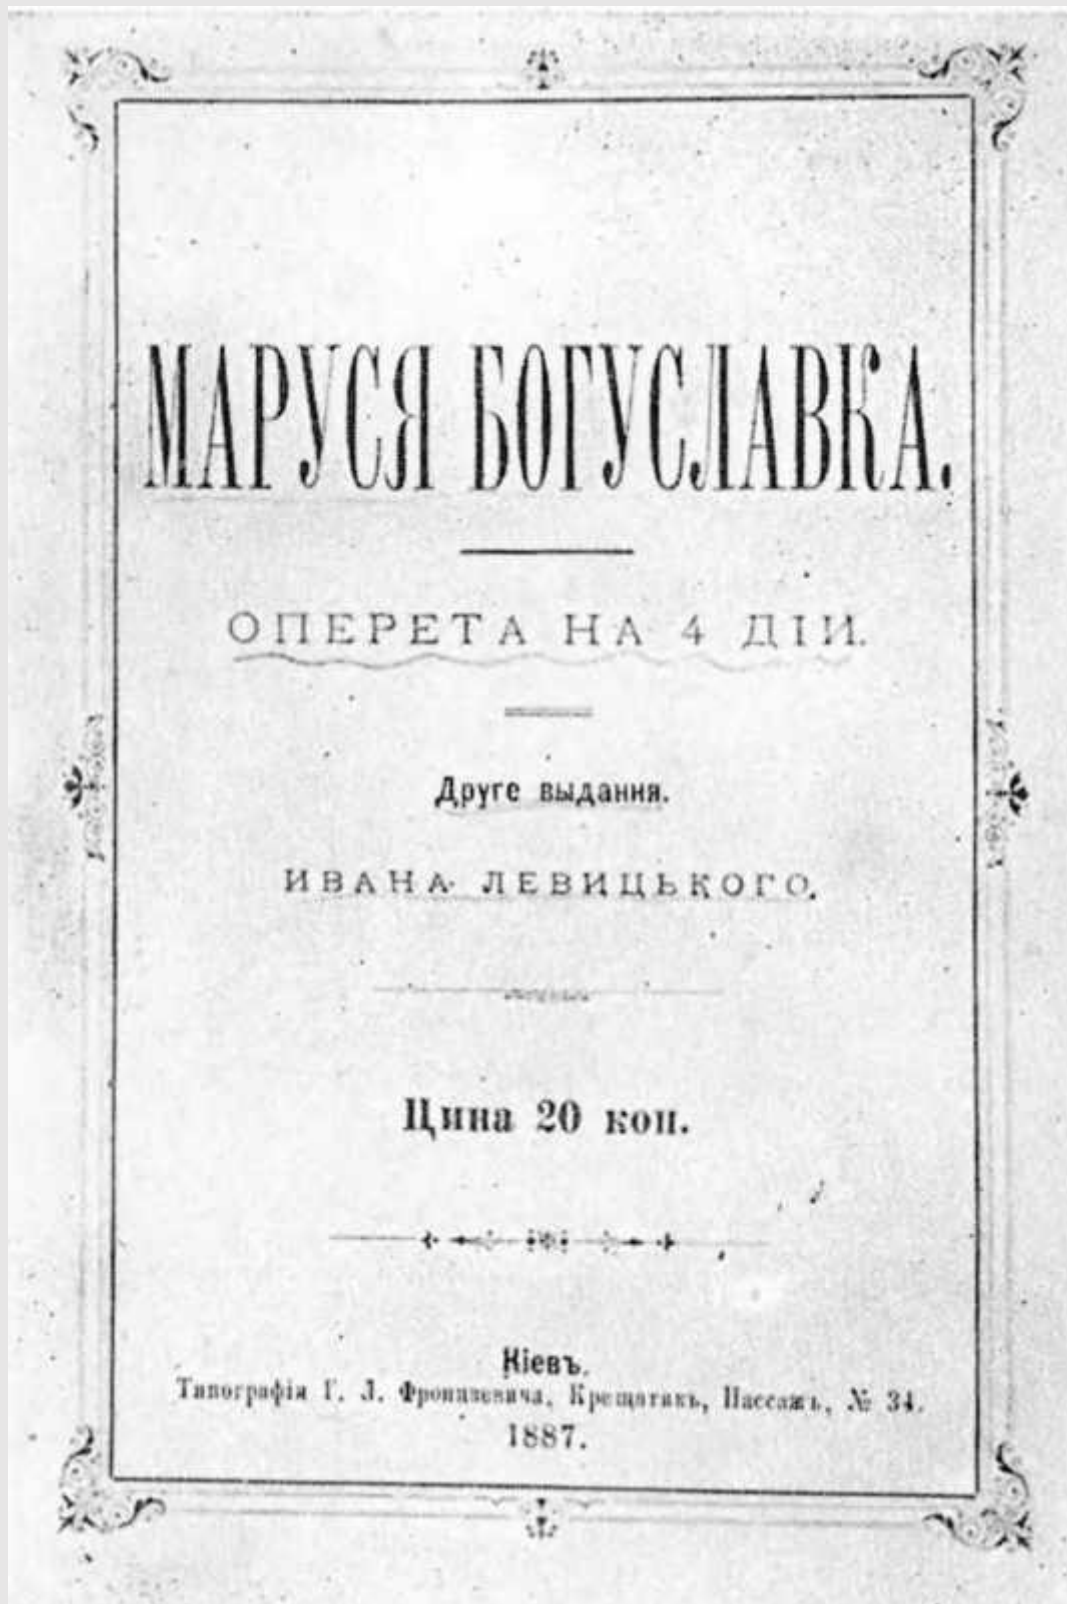 МАРУСЯ БОГУСЛАВКА.
ОПЕРЕТА НА 4 ДІИ.
Друге выдання.
ИВАНА ЛЕВИЦЬКОГО.
Цина 20 коп.
Кіевъ.
Типографія Г. Л. Фронцкевича, Крещатикъ, Пассажъ, № 34.
1887.